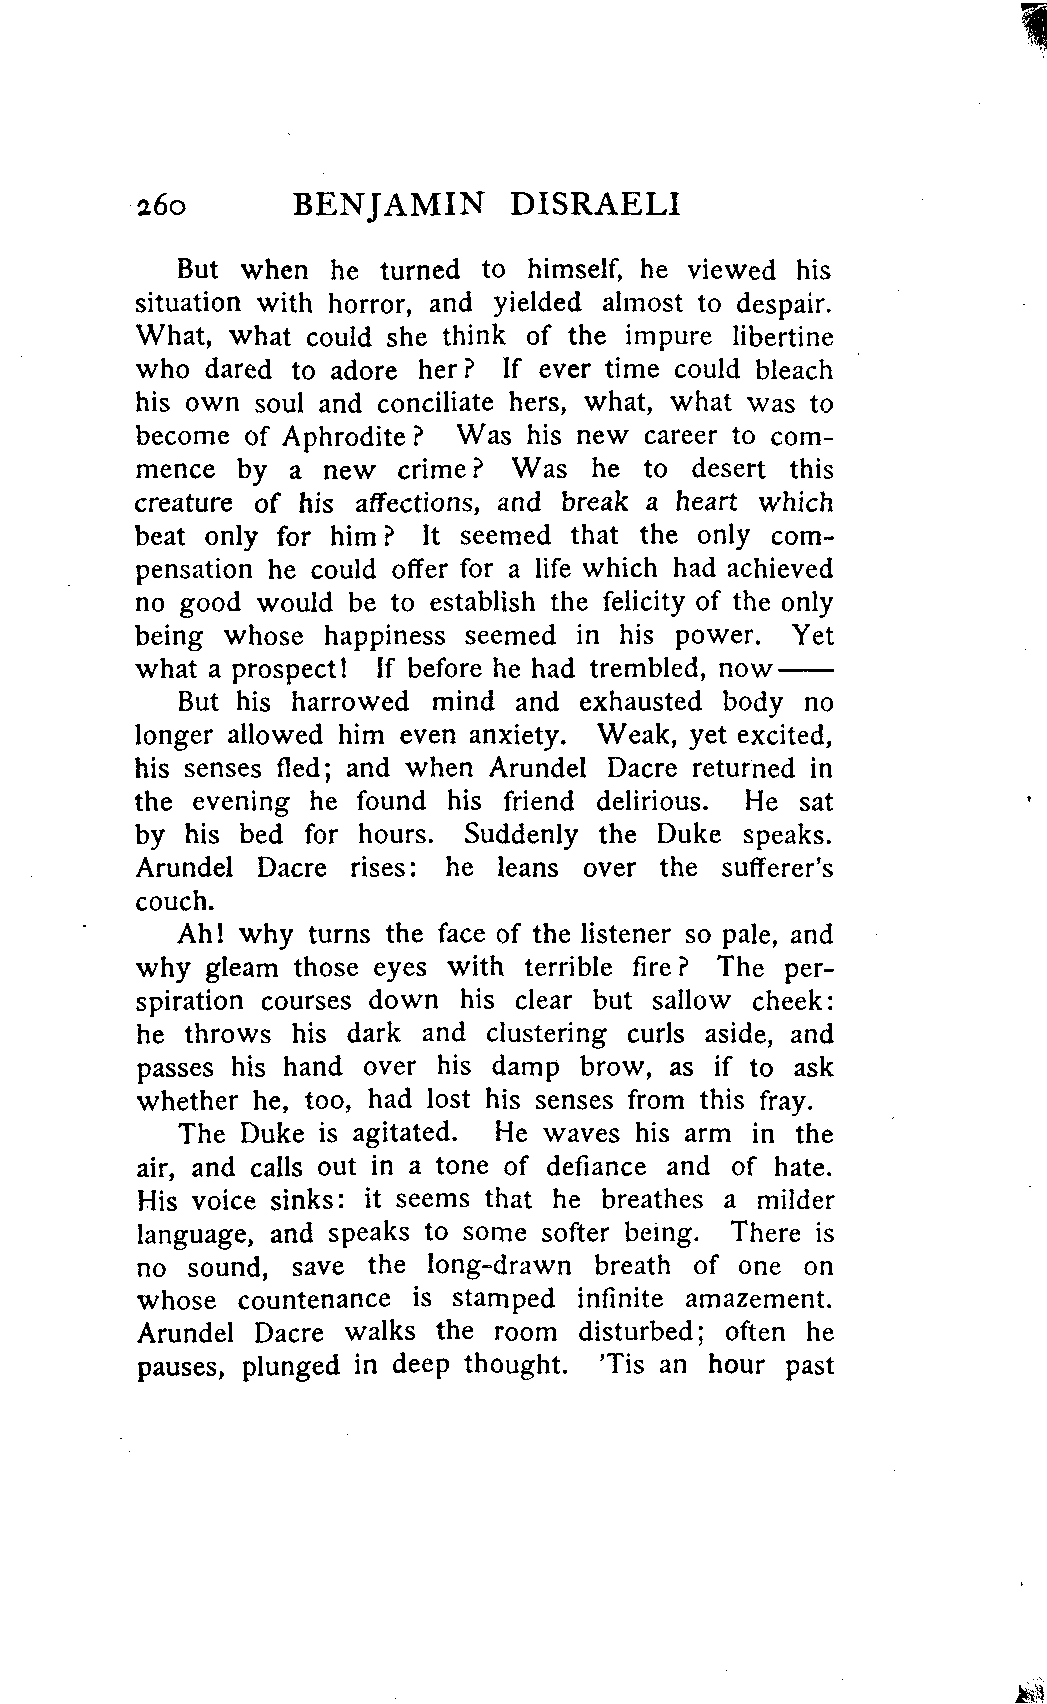 260 BENJAMIN DISRAELI
But when he turned to himself, he viewed his
situation with horror, and yielded almost to despair.
What, what could she think of the impure libertine
who dared to adore her? If ever time could bleach
his own soul and conciliate hers, what, what was to
become of Aphrodite? Was his new career to com-
mence by a new crime? Was he to desert this
creature of his affections, and break a heart which
beat only for him? It seemed that the only com-
pensation he could offer for a life which had achieved
no good would be to establish the felicity of the only
being whose happiness seemed in his power. Yet
what a prospect! If before he had trembled, now——
But his harrowed mind and exhausted body no
longer allowed him even anxiety. Weak, yet excited,
his senses fled; and when Arundel Dacre returned in
the evening he found his friend delirious. He sat
by his bed for hours. Suddenly the Duke speaks.
Arundel Dacre rises: he leans over the sufferer's
couch.
Ah! why turns the face of the listener so pale, and
why gleam those eyes with terrible fire? The per-
spiration courses down his clear but sallow cheek:
he throws his dark and clustering curls aside, and
passes his hand over his damp brow, as if to ask
whether he, too, had lost his senses from this fray.
The Duke is agitated. He waves his arm in the
air, and calls out in a tone of defiance and of hate.
His voice sinks: it seems that he breathes a milder
language, and speaks to some softer being. There is
no sound, save the long-drawn breath of one on
whose countenance is stamped infinite amazement.
Arundel Dacre walks the room disturbed; often he
pauses, plunged in deep thought. 'Tis an hour past